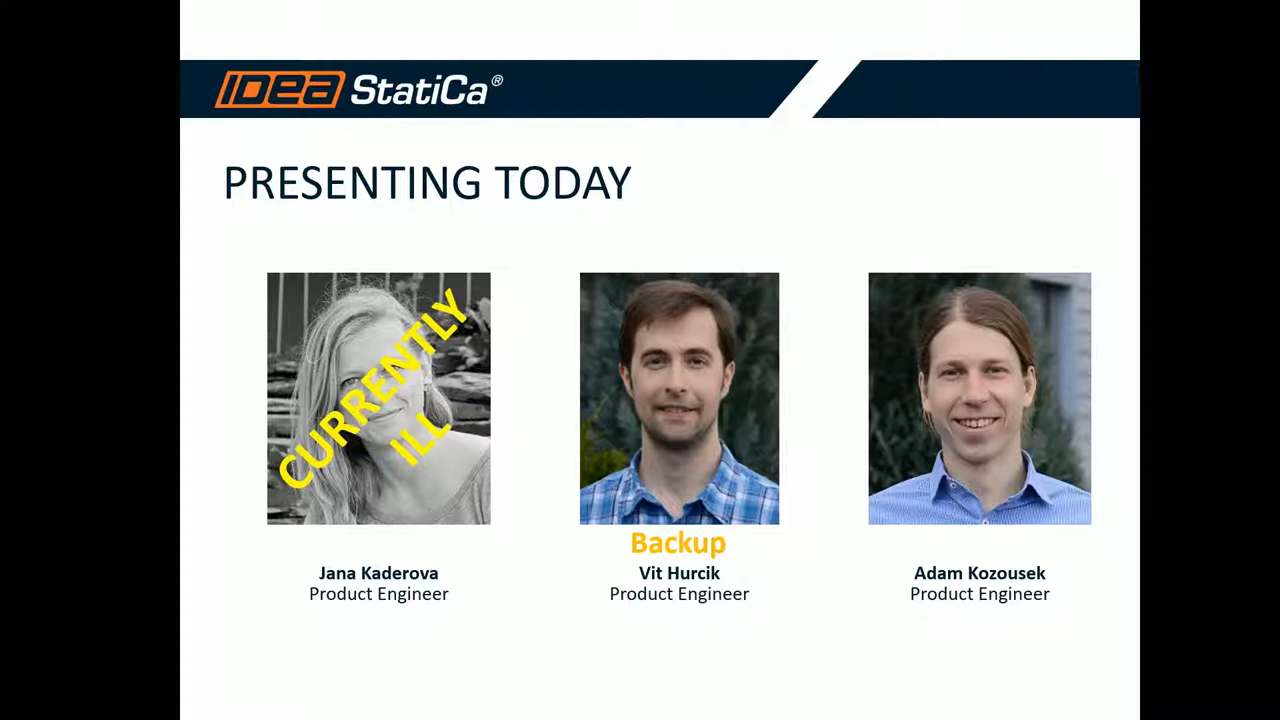 IDEA StatiCa®
PRESENTING TODAY
CURRENTLY
ILL
Backup
Jana Kaderova
Product Engineer
Vit Hurcik
Product Engineer
Adam Kozousek
Product Engineer